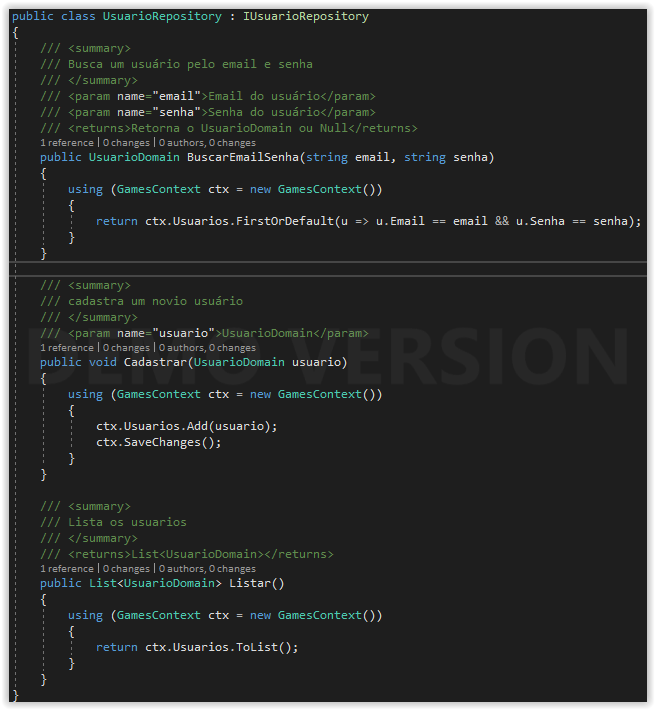 public class UsuarioRepository : IUsuarioRepository
{
/// <summary>
/// Busca um usuário pelo email e senha
/// </summary>
/// <param name="email">Email do usuário</param>
/// <param name="senha">Senha do usuário</param>
/// <returns>Retorna o UsuarioDomain ou Null</returns>
1 reference | 0 changes | 0 authors, 0 changes
public UsuarioDomain BuscarEmailSenha(string email, string senha)
{
using (GamesContext ctx = new GamesContext())
{
return ctx.Usuarios.FirstOrDefault(u => u.Email == email && u.Senha == senha);
}
}
/// <summary>
/// cadastra um novio usuário
/// </summary>
/// <param name="usuario">UsuarioDomain</param>
1 reference | 0 changes | 0 authors, 0 changes
DEMO VERSION
public void Cadastrar(UsuarioDomain usuario)
{
using (GamesContext ctx = new GamesContext())
{
ctx.Usuarios.Add(usuario);
ctx.SaveChanges();
}
}
/// <summary>
/// Lista os usuarios
/// </summary>
/// <returns>List<UsuarioDomain></returns>
1 reference | 0 changes | 0 authors, 0 changes
public List<UsuarioDomain> Listar()
{
using (GamesContext ctx = new GamesContext())
{
return ctx.Usuarios.ToList();
}
}
}